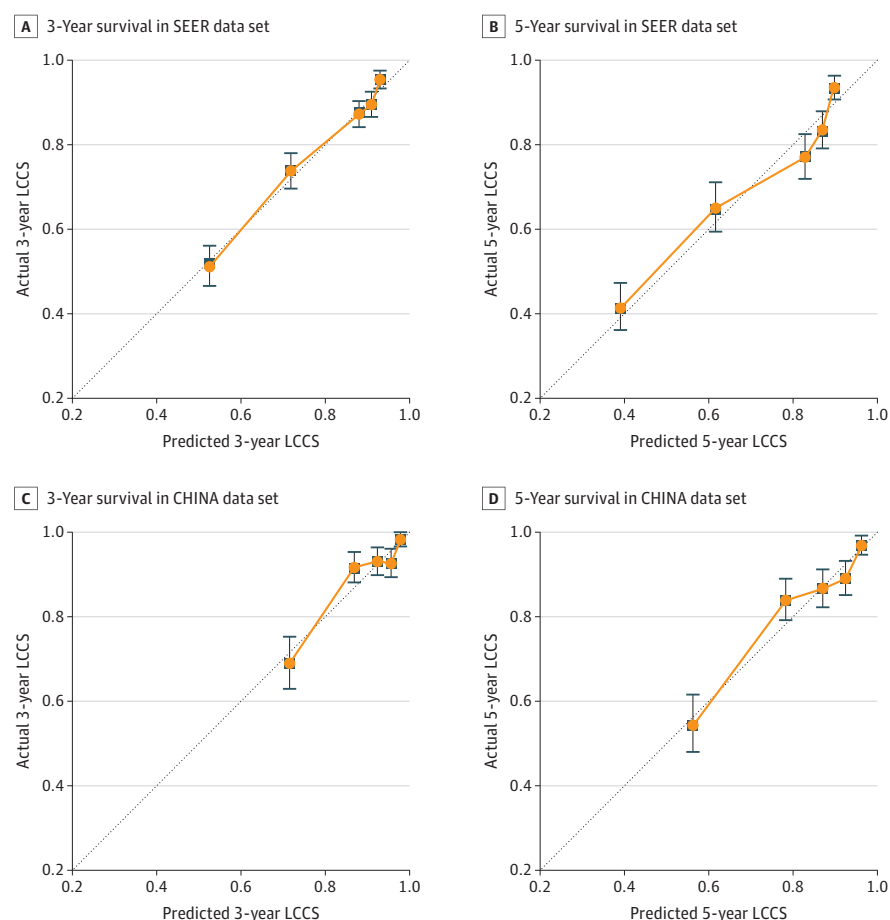 A 3-Year survival in SEER data set
1.0
0.8
0.6
0.4
0.2
Actual 3-year LCCS
0.2 0.4 0.6 0.8 1.0
Predicted 3-year LCCS
B 5-Year survival in SEER data set
1.0
0.8
0.6
0.4
0.2
Actual 5-year LCCS
0.2 0.4 0.6 0.8 1.0
Predicted 5-year LCCS
C 3-Year survival in CHINA data set
1.0
0.8
0.6
0.4
0.2
Actual 3-year LCCS
0.2 0.4 0.6 0.8 1.0
Predicted 3-year LCCS
D 5-Year survival in CHINA data set
1.0
0.8
0.6
0.4
0.2
Actual 5-year LCCS
0.2 0.4 0.6 0.8 1.0
Predicted 5-year LCCS